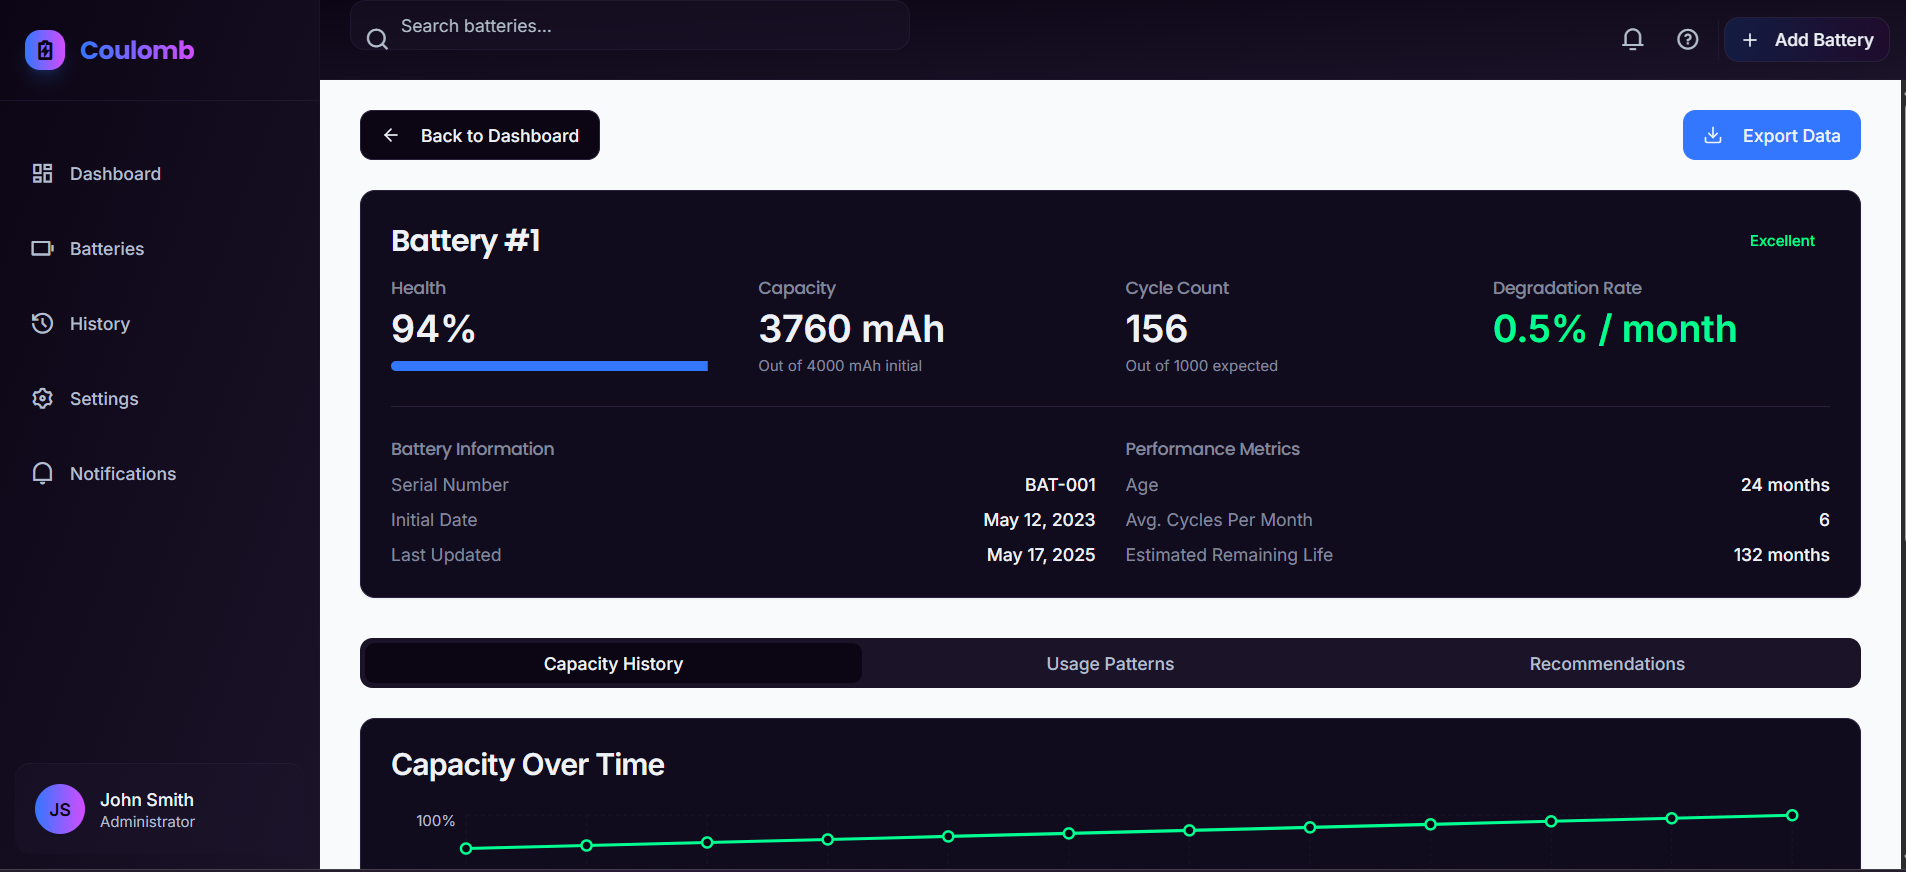 Coulomb
Search batteries...
Add Battery
Dashboard
Batteries
History
Settings
Notifications
JS
John Smith
Administrator
Back to Dashboard
Export Data
Battery #1
Excellent
Health
94%
Capacity
3760 mAh
Out of 4000 mAh initial
Cycle Count
156
Out of 1000 expected
Degradation Rate
0.5% / month
Battery Information
Serial Number BAT-001
Initial Date May 12, 2023
Last Updated May 17, 2025
Performance Metrics
Age 24 months
Avg. Cycles Per Month 6
Estimated Remaining Life 132 months
Capacity History Usage Patterns Recommendations
Capacity Over Time
100%